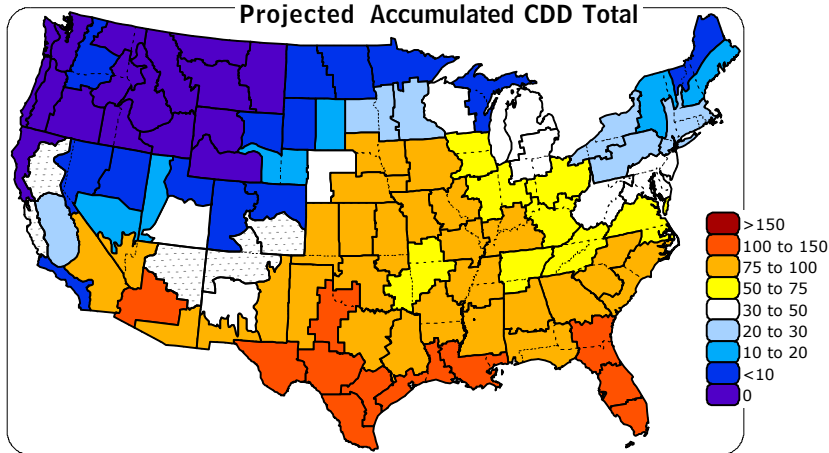 Projected Accumulated CDD Total
>150
100 to 150
75 to 100
50 to 75
30 to 50
20 to 30
10 to 20
<10
0